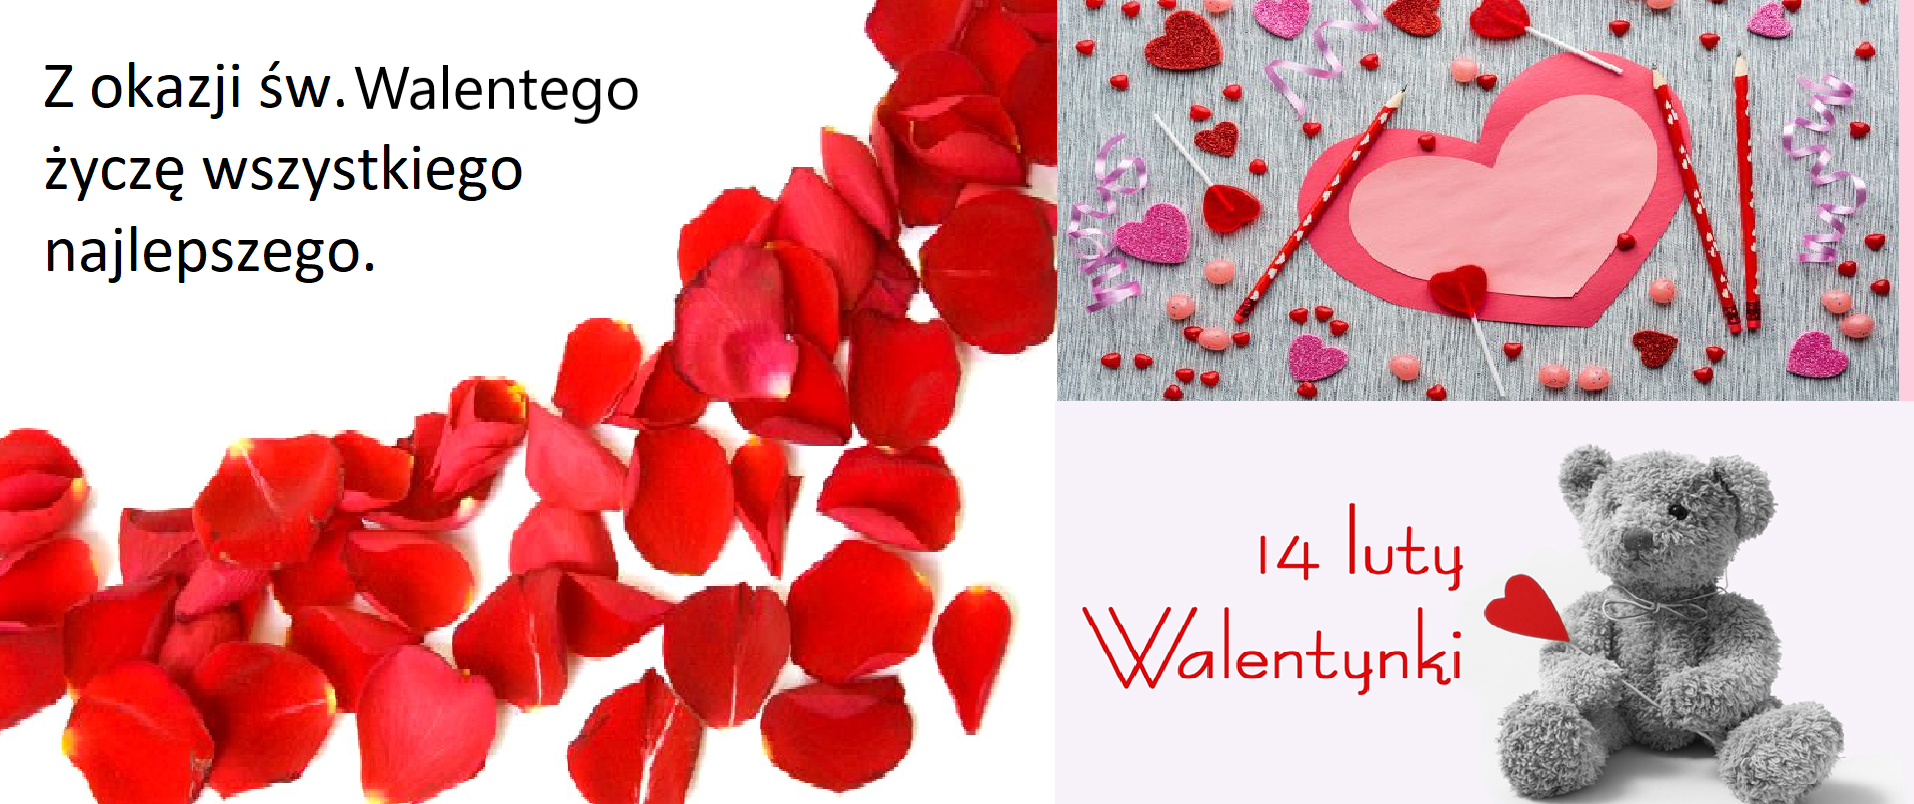 Z okazji św. Walentego
życzę wszystkiego
najlepszego.
14 luty
Walentynki